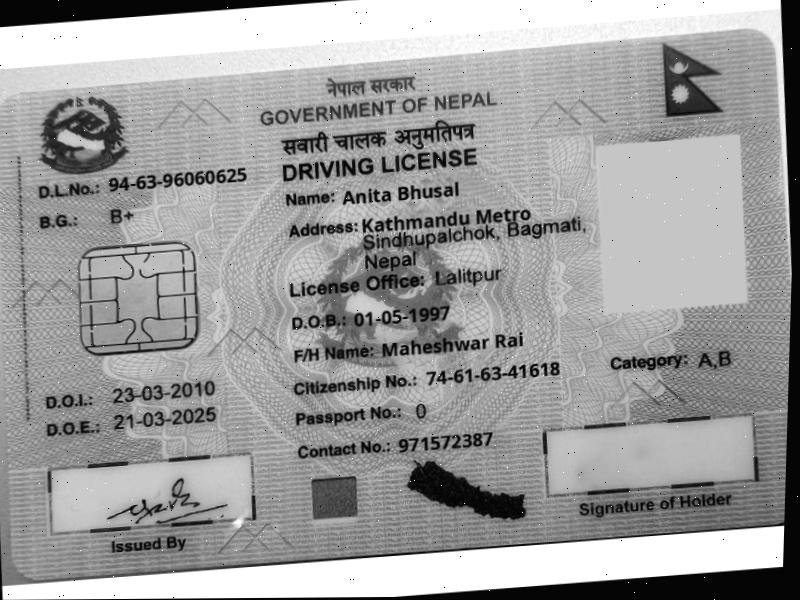 नेपाल सरकार
GOVERNMENT OF NEPAL
सवारी चालक अनुमतिपत्र
DRIVING LICENSE
D.L.No.: 94-63-96060625
B.G.: B+
Name: Anita Bhusal
Address: Kathmandu Metro
Sindhupalchok, Bagmati,
Nepal
License Office: Lalitpur
D.O.B.: 01-05-1997
F/H Name: Maheshwar Rai
Citizenship No.: 74-61-63-41618
Passport No.: 0
Contact No.: 971572387
Category: A,B
D.O.I.: 23-03-2010
D.O.E.: 21-03-2025
Issued By
Signature of Holder